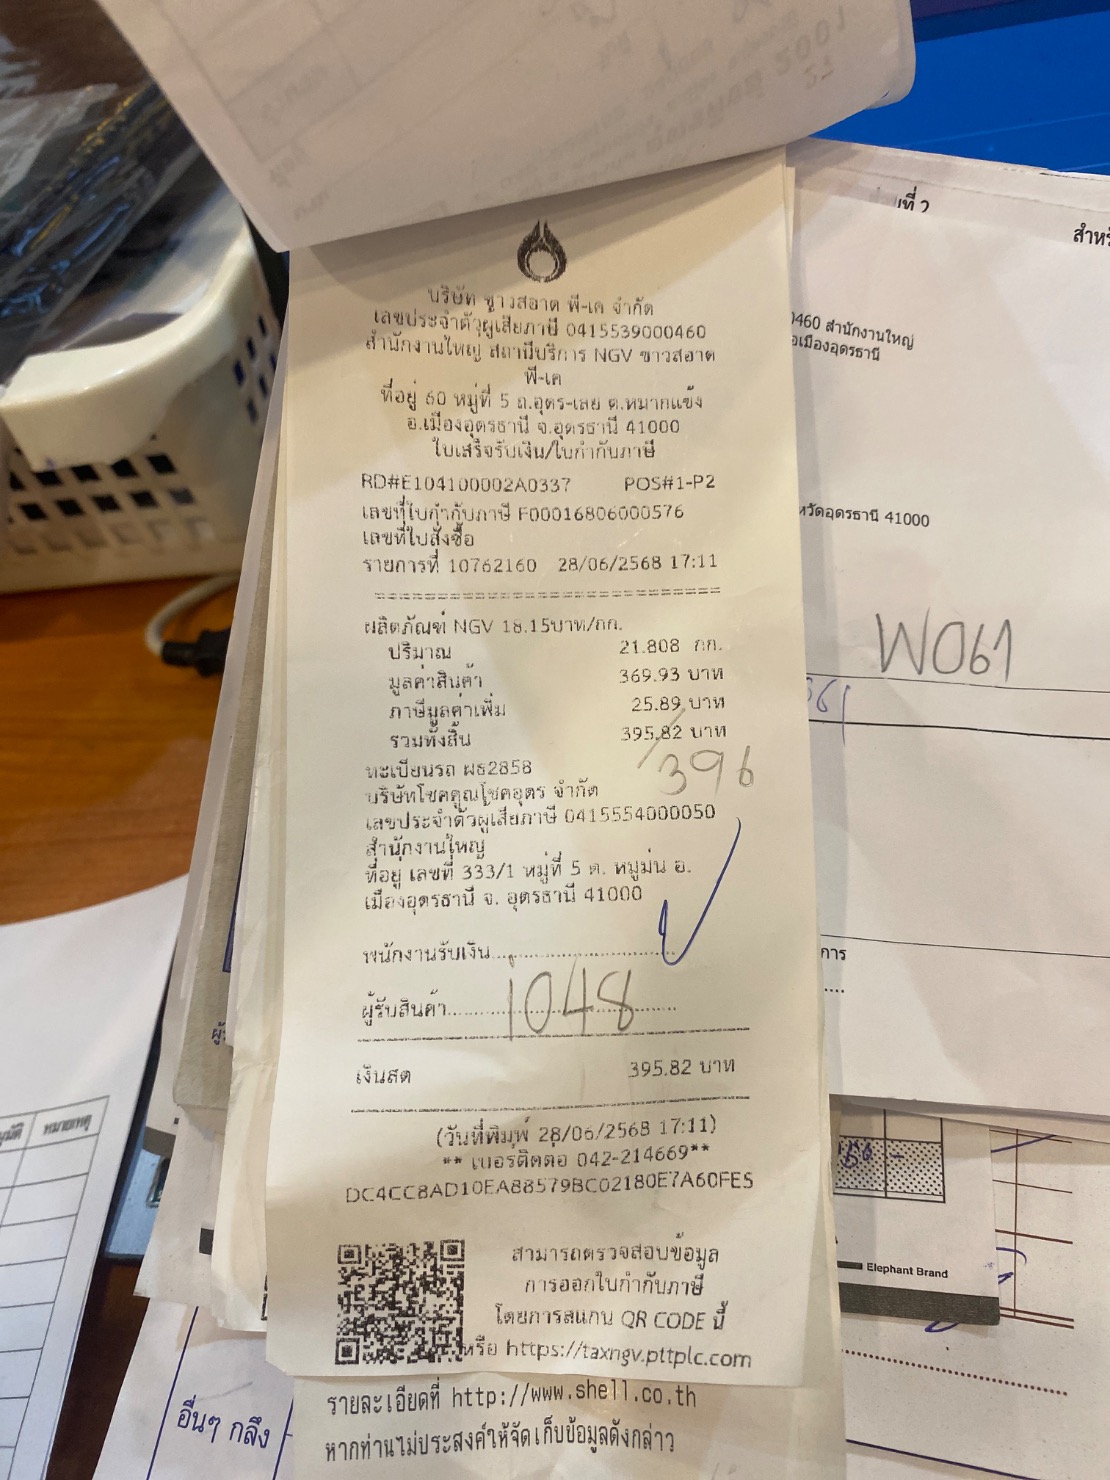 บริษัท ขาวสอาด พี-เค จำกัด
เลขประจำตัวผู้เสียภาษี 0415539000460
สำนักงานใหญ่ สถานีบริการ NGV ขาวสอาด
พี-เค
ที่อยู่ 60 หมู่ที่ 5 ถ.อุดร-เลย ต.หมากแข้ง
อ.เมืองอุดรธานี จ.อุดรธานี 41000
ใบเสร็จรับเงิน/ใบกำกับภาษี
RD#E104100002A0337 POS#1-P2
เลขที่ใบกำกับภาษี F00016806000576
เลขที่ใบสั่งซื้อ
รายการที่ 10762160 28/06/2568 17:11
ผลิตภัณฑ์ NGV 18.15บาท/กก.
ปริมาณ 21.808 กก.
มูลค่าสินค้า 369.93 บาท
ภาษีมูลค่าเพิ่ม 25.89 บาท
รวมทั้งสิ้น 395.82 บาท
396
ทะเบียนรถ ผธ2858
บริษัทโชคคูณโชคอุดร จำกัด
เลขประจำตัวผู้เสียภาษี 0415554000050
สำนักงานใหญ่
ที่อยู่ เลขที่ 333/1 หมู่ที่ 5 ต. หมูม่น อ.
เมืองอุดรธานี จ. อุดรธานี 41000
พนักงานรับเงิน
ผู้รับสินค้า 1048
เงินสด 395.82 บาท
(วันที่พิมพ์ 28/06/2568 17:11)
** เบอร์ติดต่อ 042-214669**
DC4CC8AD10EA88579BC02180E7A60FE5
สามารถตรวจสอบข้อมูล
การออกใบกำกับภาษี
โดยการสแกน QR CODE นี้
หรือ https://taxngv.pttplc.com
รายละเอียดที่ http://www.shell.co.th
หากท่านไม่ประสงค์ให้จัดเก็บข้อมูลดังกล่าว
อื่นๆ กลึง
ที่ 2
0460 สำนักงานใหญ่
เมืองอุดรธานี
หวัดอุดรธานี 41000
W061
การ
Elephant Brand
หมายเหตุ